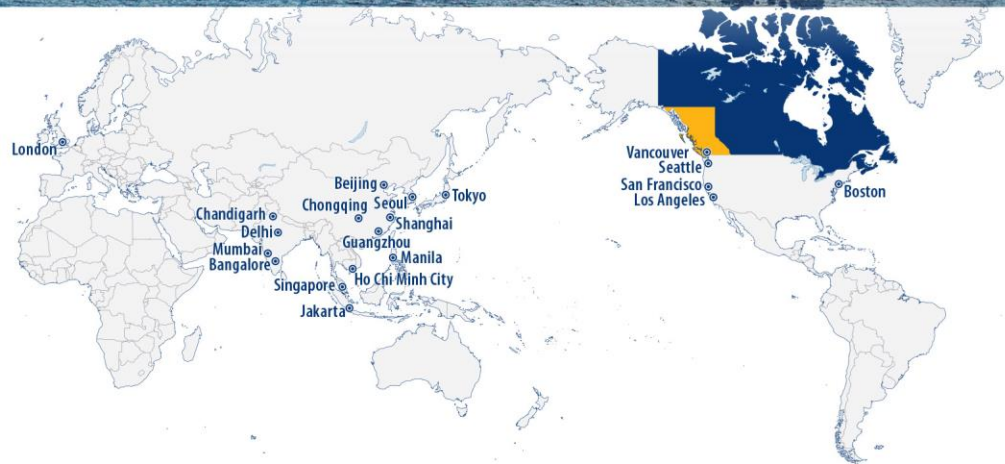 London
Beijing
Chongqing
Seoul
Tokyo
Chandigarh
Shanghai
Delhi
Guangzhou
Mumbai
Manila
Bangalore
Ho Chi Minh City
Singapore
Jakarta
Vancouver
Seattle
San Francisco
Los Angeles
Boston